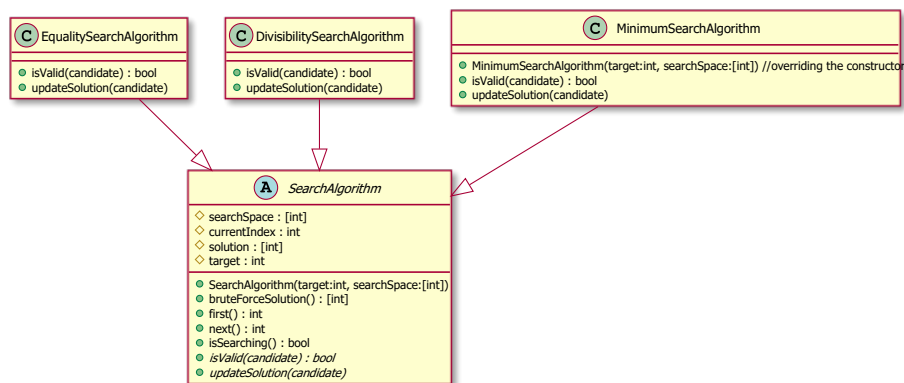 C EqualitySearchAlgorithm
isValid(candidate) : bool
updateSolution(candidate)
C DivisibilitySearchAlgorithm
isValid(candidate) : bool
updateSolution(candidate)
C MinimumSearchAlgorithm
MinimumSearchAlgorithm(target:int, searchSpace:[int]) //overriding the constructor
isValid(candidate) : bool
updateSolution(candidate)
A SearchAlgorithm
searchSpace : [int]
currentIndex : int
solution : [int]
target : int
SearchAlgorithm(target:int, searchSpace:[int])
bruteForceSolution() : [int]
first() : int
next() : int
isSearching() : bool
isValid(candidate) : bool
updateSolution(candidate)